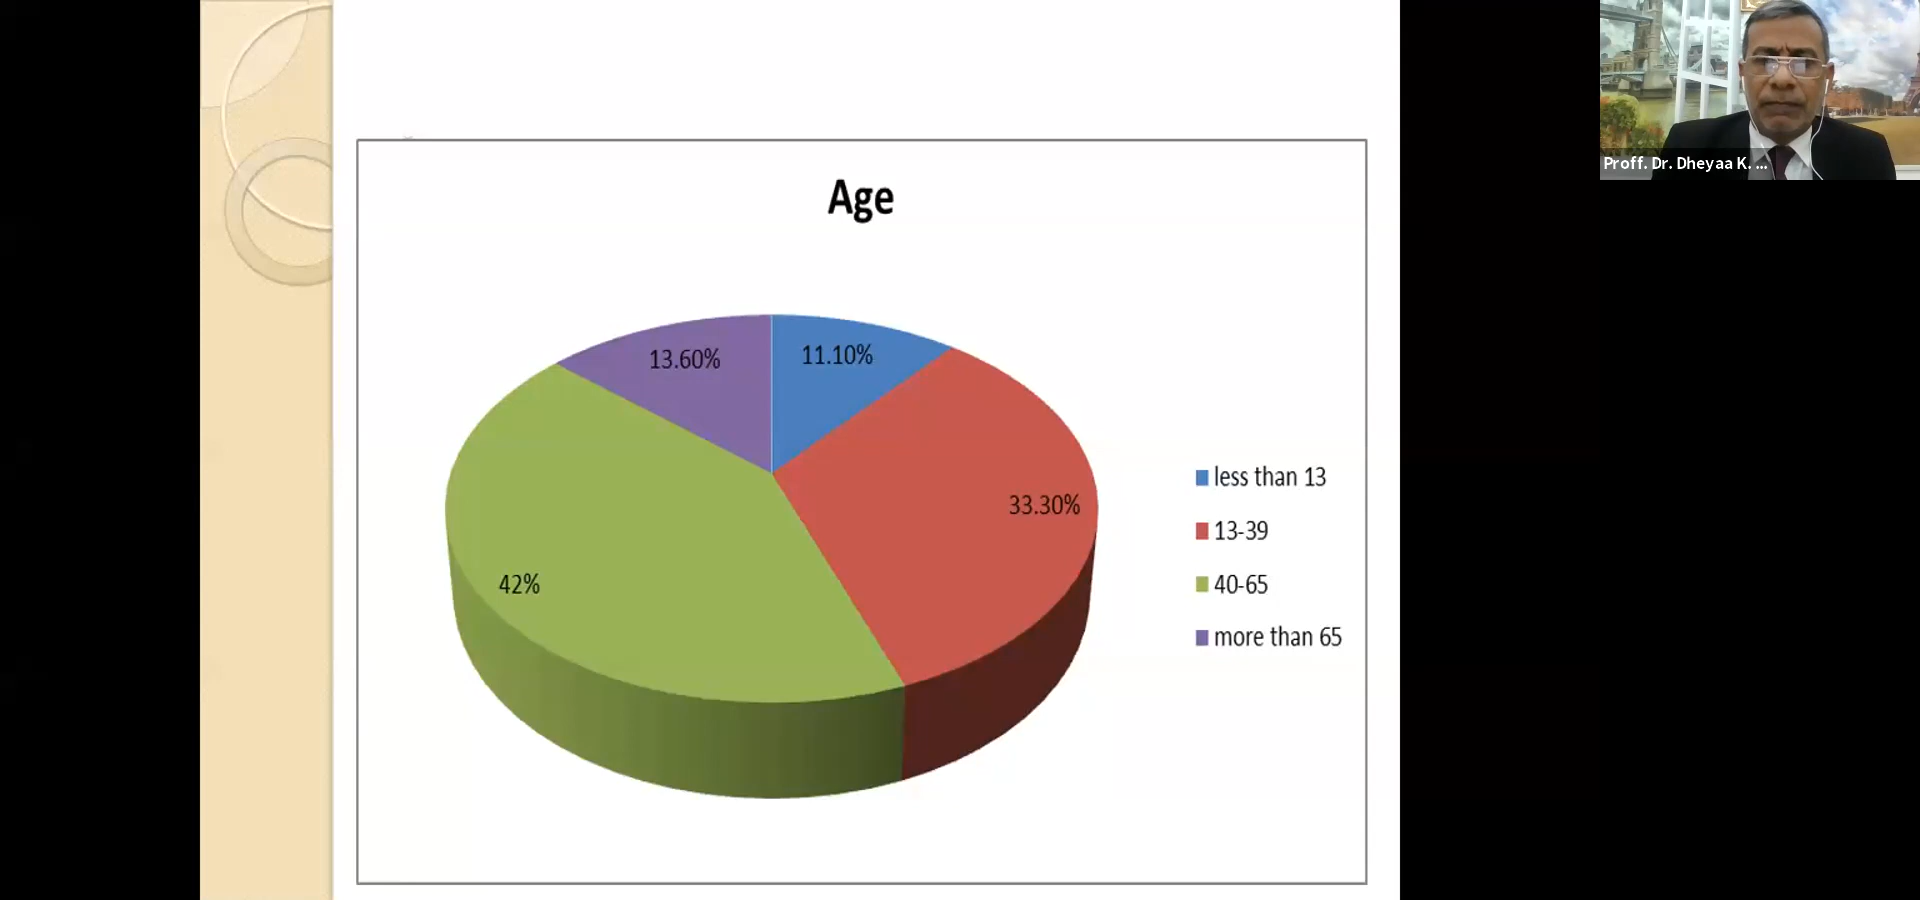 Age
13.60%
11.10%
33.30%
42%
less than 13
13-39
40-65
more than 65
Proff. Dr. Dheyaa K. ...